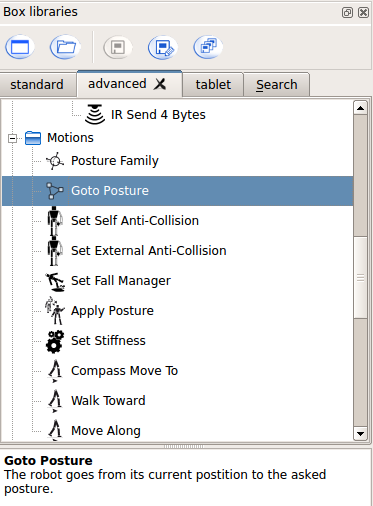 Box libraries
standard
advanced
tablet
Search
IR Send 4 Bytes
Motions
Posture Family
Goto Posture
Set Self Anti-Collision
Set External Anti-Collision
Set Fall Manager
Apply Posture
Set Stiffness
Compass Move To
Walk Toward
Move Along
Goto Posture
The robot goes from its current postition to the asked
posture.